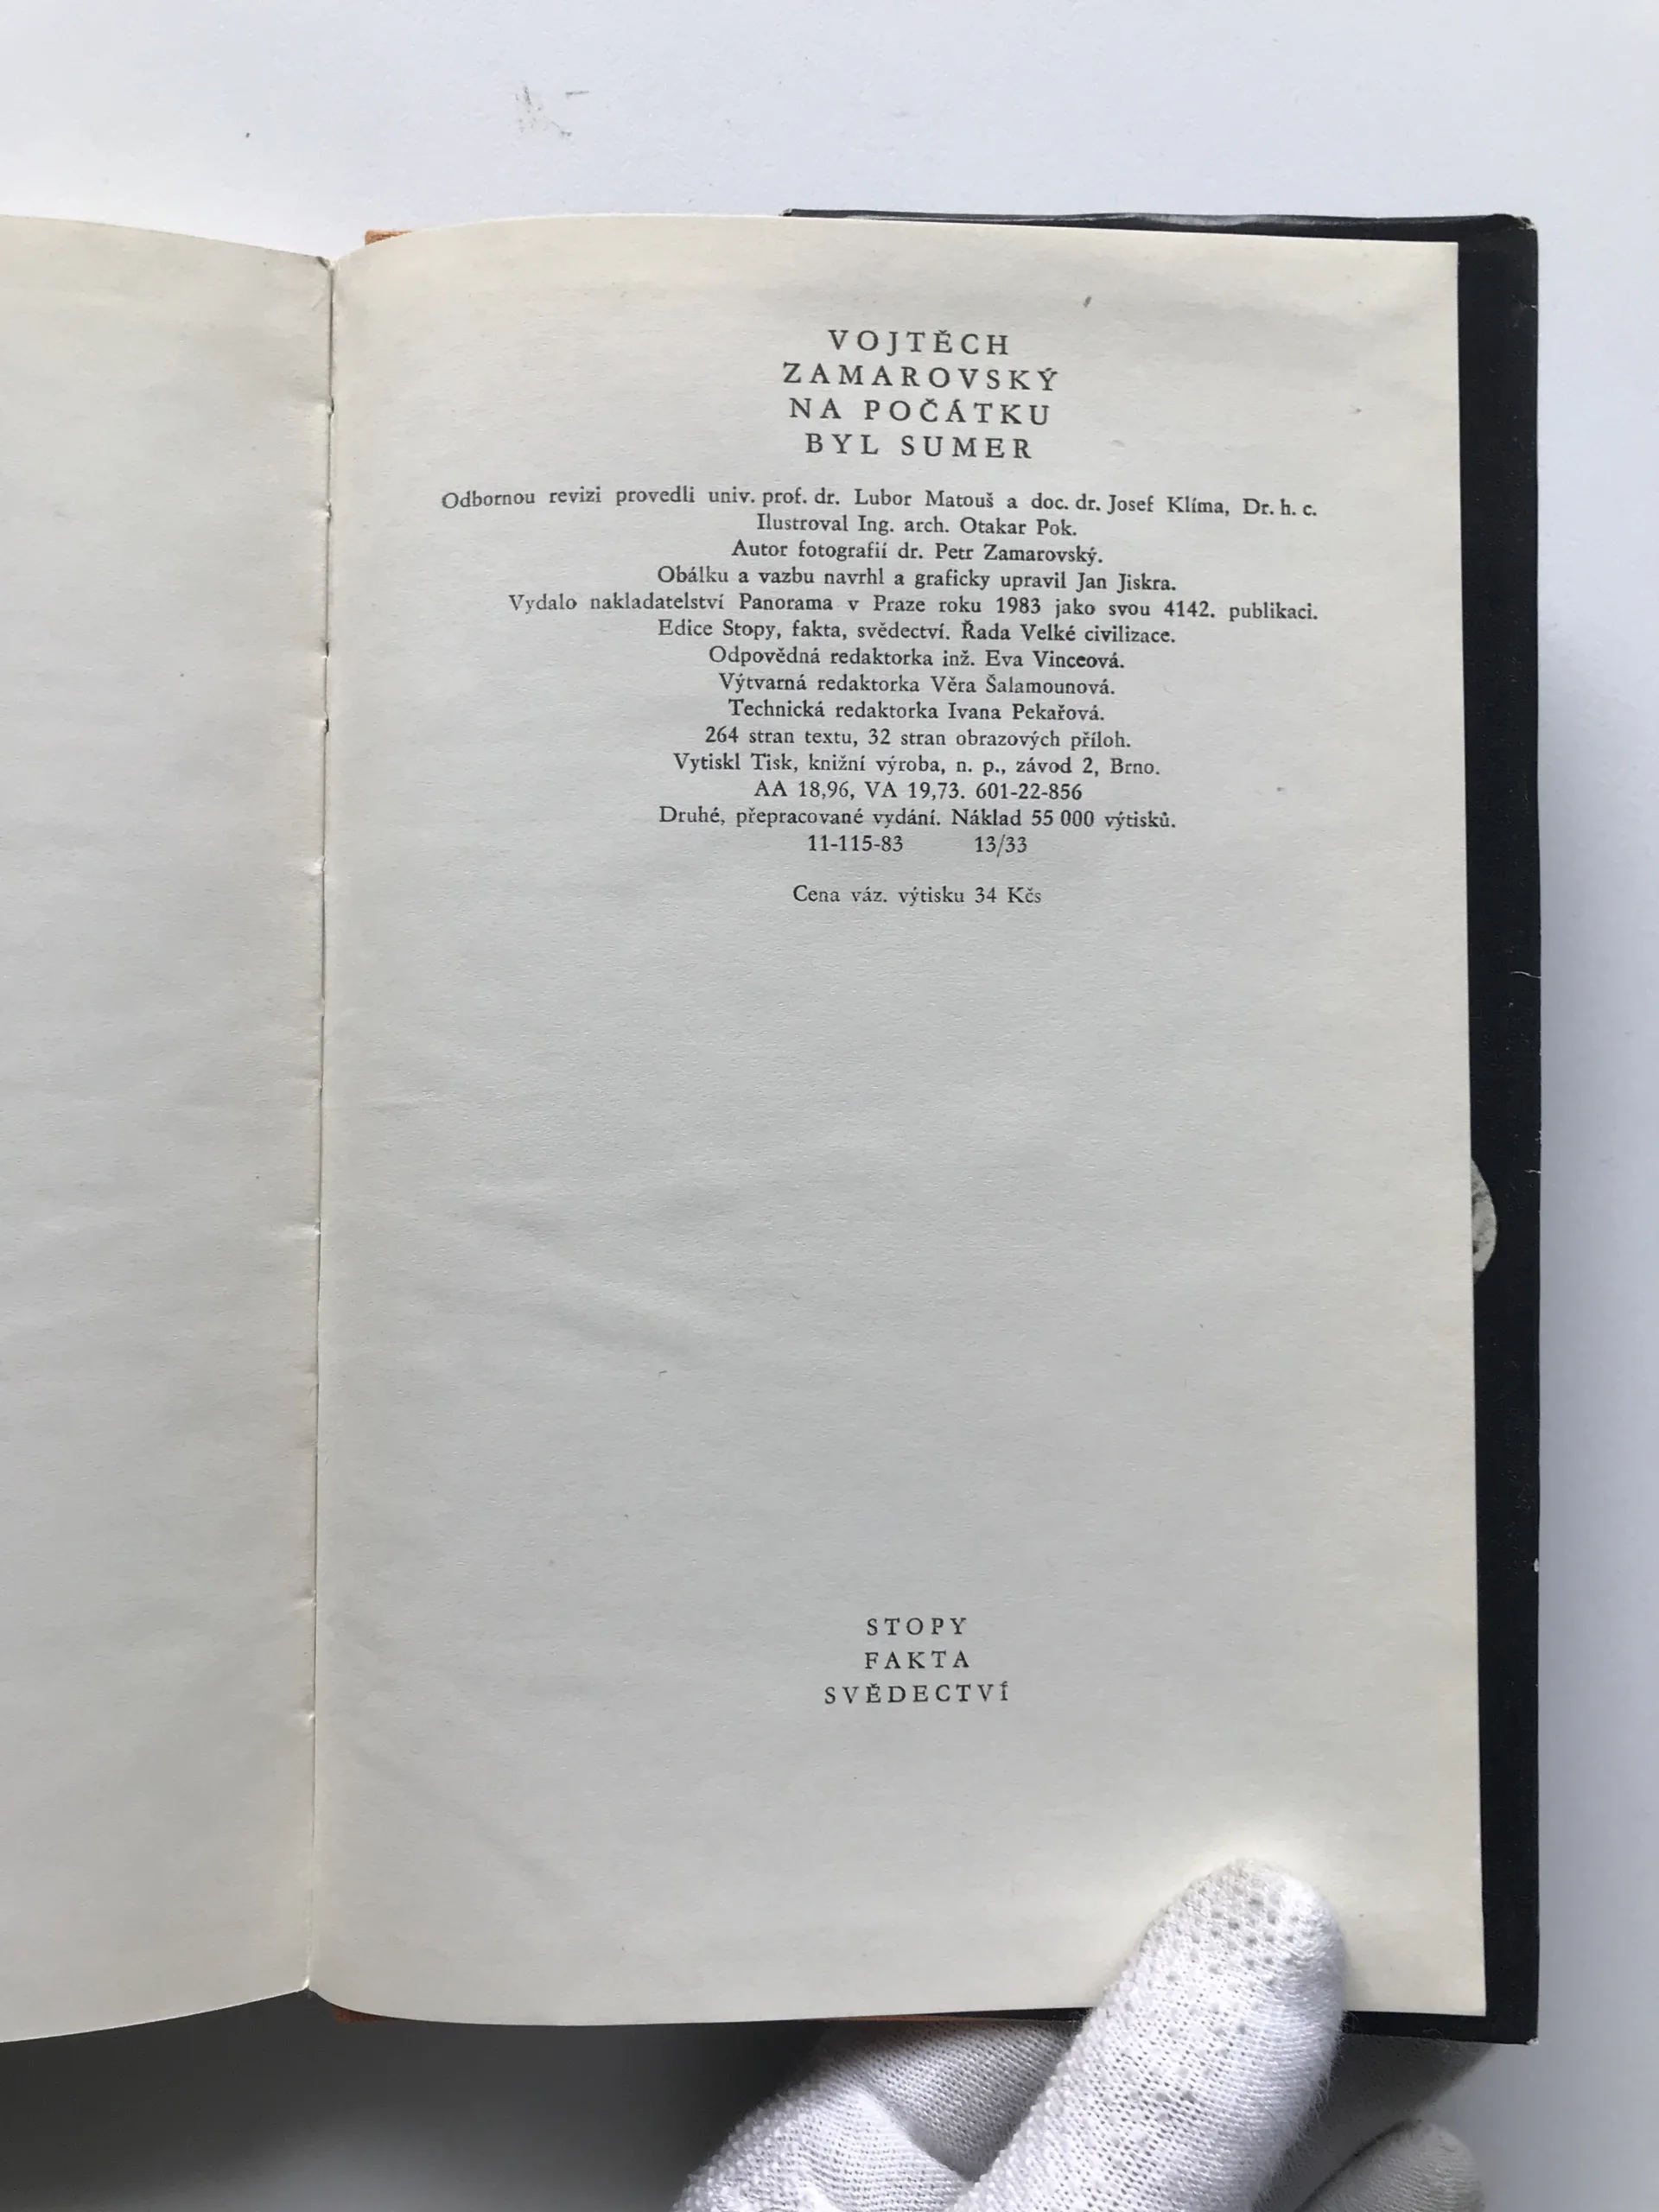 VOJTĚCH
ZAMAROVSKÝ
NA POČÁTKU
BYL SUMER
Odbornou revizi provedli univ. prof. dr. Lubor Matouš a doc. dr. Josef Klíma, Dr. h. c.
Ilustroval Ing. arch. Otakar Pok.
Autor fotografií dr. Petr Zamarovský.
Obálku a vazbu navrhl a graficky upravil Jan Jiskra.
Vydalo nakladatelství Panorama v Praze roku 1983 jako svou 4142. publikaci.
Edice Stopy, fakta, svědectví. Řada Velké civilizace.
Odpovědná redaktorka inž. Eva Vinceová.
Výtvarná redaktorka Věra Šalamounová.
Technická redaktorka Ivana Pekařová.
264 stran textu, 32 stran obrazových příloh.
Vytiskl Tisk, knižní výroba, n. p., závod 2, Brno.
AA 18,96, VA 19,73. 601-22-856
Druhé, přepracované vydání. Náklad 55 000 výtisků.
11-115-83 13/33
Cena váz. výtisku 34 Kčs
STOPY
FAKTA
SVĚDECTVÍ